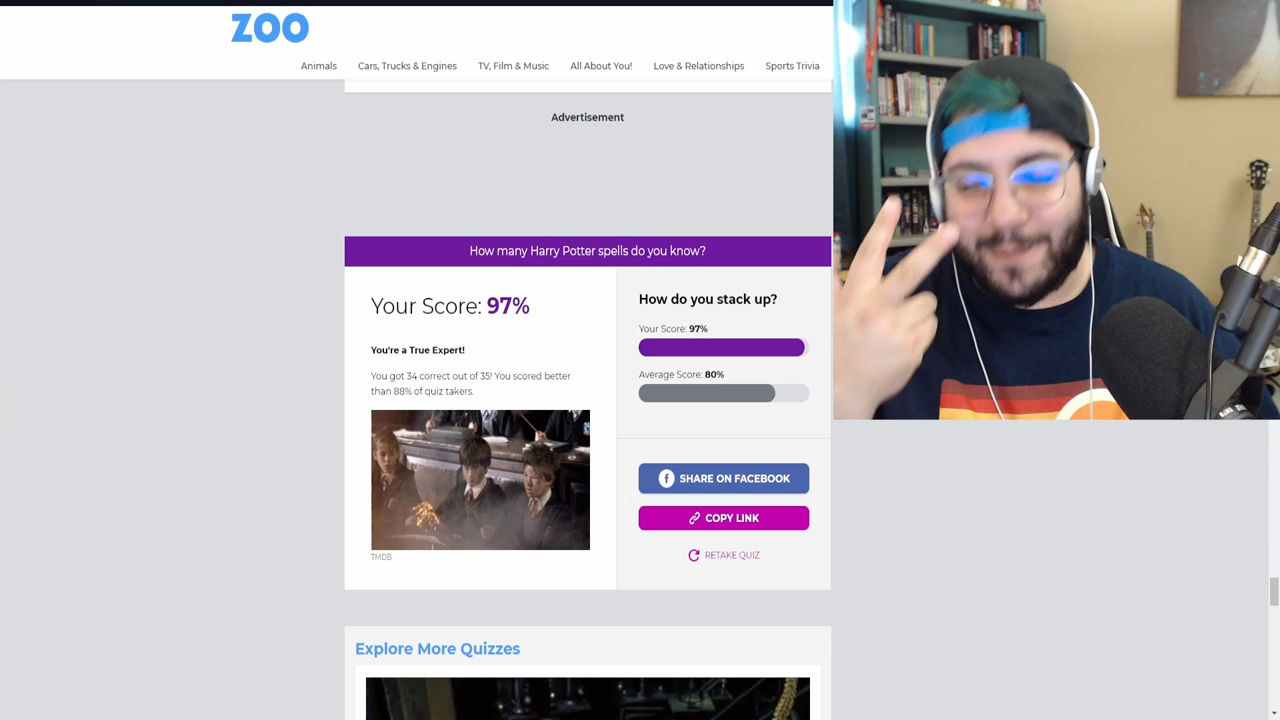 ZOO
Animals
Cars, Trucks & Engines
TV, Film & Music
All About You!
Love & Relationships
Sports Trivia
Advertisement
How many Harry Potter spells do you know?
Your Score: 97%
You're a True Expert!
You got 34 correct out of 35! You scored better
than 88% of quiz takers.
TMDB
How do you stack up?
Your Score: 97%
Average Score: 80%
f SHARE ON FACEBOOK
COPY LINK
RETAKE QUIZ
Explore More Quizzes